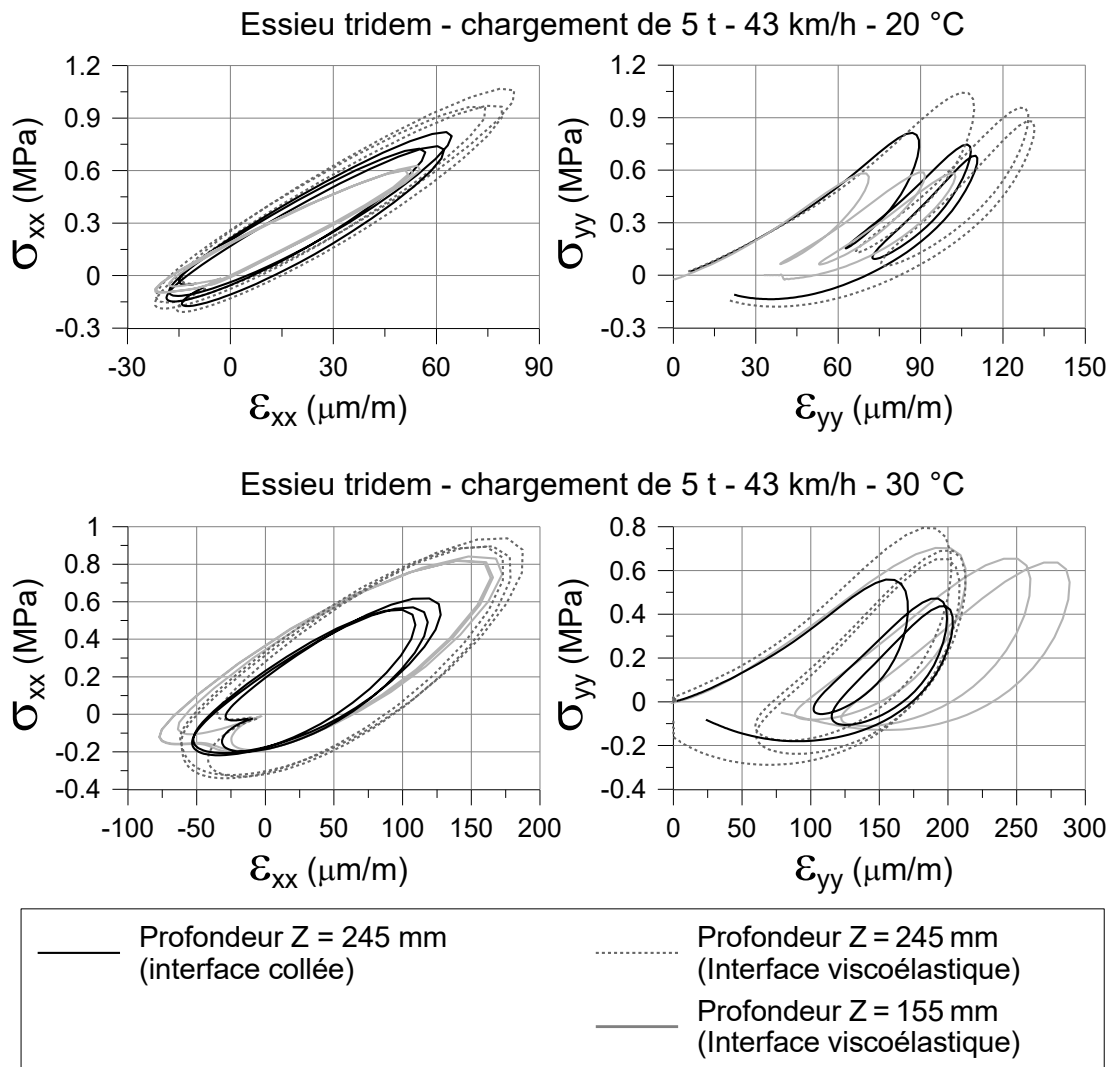 Essieu tridem - chargement de 5 t - 43 km/h - 20 °C
1.2
0.9
0.6
0.3
0
-0.3
σxx (MPa)
-30 0 30 60 90
εxx (μm/m)
1.2
0.9
0.6
0.3
0
-0.3
σyy (MPa)
0 30 60 90 120 150
εyy (μm/m)
Essieu tridem - chargement de 5 t - 43 km/h - 30 °C
1
0.8
0.6
0.4
0.2
0
-0.2
-0.4
σxx (MPa)
-100 -50 0 50 100 150 200
εxx (μm/m)
0.8
0.6
0.4
0.2
0
-0.2
-0.4
σyy (MPa)
0 50 100 150 200 250 300
εyy (μm/m)
Profondeur Z = 245 mm
(interface collée)
Profondeur Z = 245 mm
(Interface viscoélastique)
Profondeur Z = 155 mm
(Interface viscoélastique)